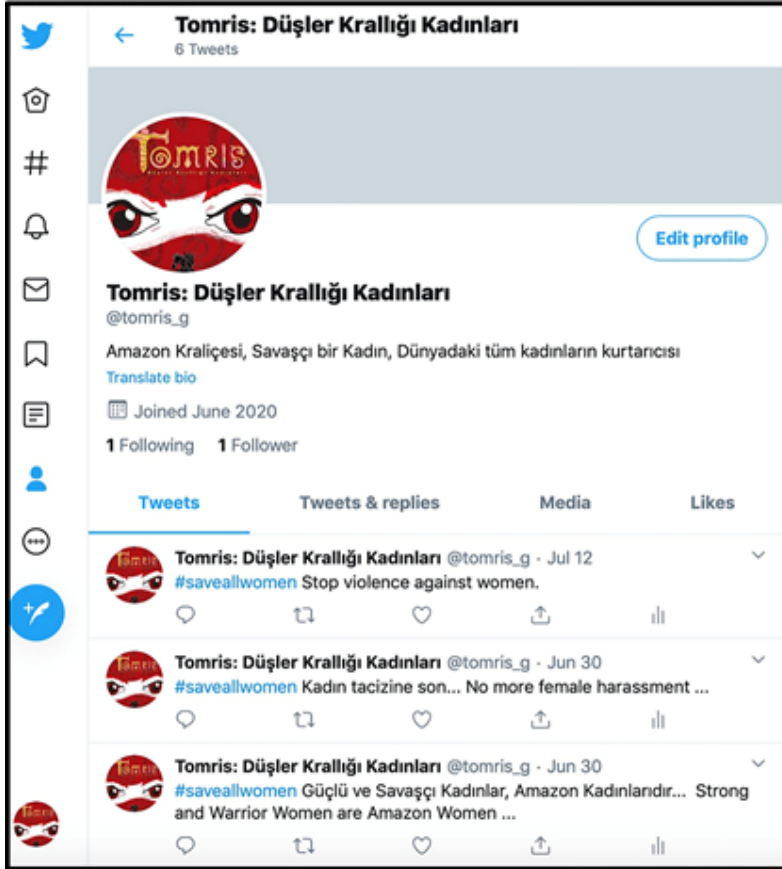 Tomris: Düşler Krallığı Kadınları
6 Tweets
TOMRIS
Düşler Krallığı Kadınları
Edit profile
Tomris: Düşler Krallığı Kadınları
@tomris_g
Amazon Kraliçesi, Savaşçı bir Kadın, Dünyadaki tüm kadınların kurtarıcısı
Translate bio
Joined June 2020
1 Following 1 Follower
Tweets Tweets & replies Media Likes
Tomris: Düşler Krallığı Kadınları @tomris_g · Jul 12
#saveallwomen Stop violence against women.
Tomris: Düşler Krallığı Kadınları @tomris_g · Jun 30
#saveallwomen Kadın tacizine son... No more female harassment ...
Tomris: Düşler Krallığı Kadınları @tomris_g · Jun 30
#saveallwomen Güçlü ve Savaşçı Kadınlar, Amazon Kadınlarıdır... Strong
and Warrior Women are Amazon Women ...